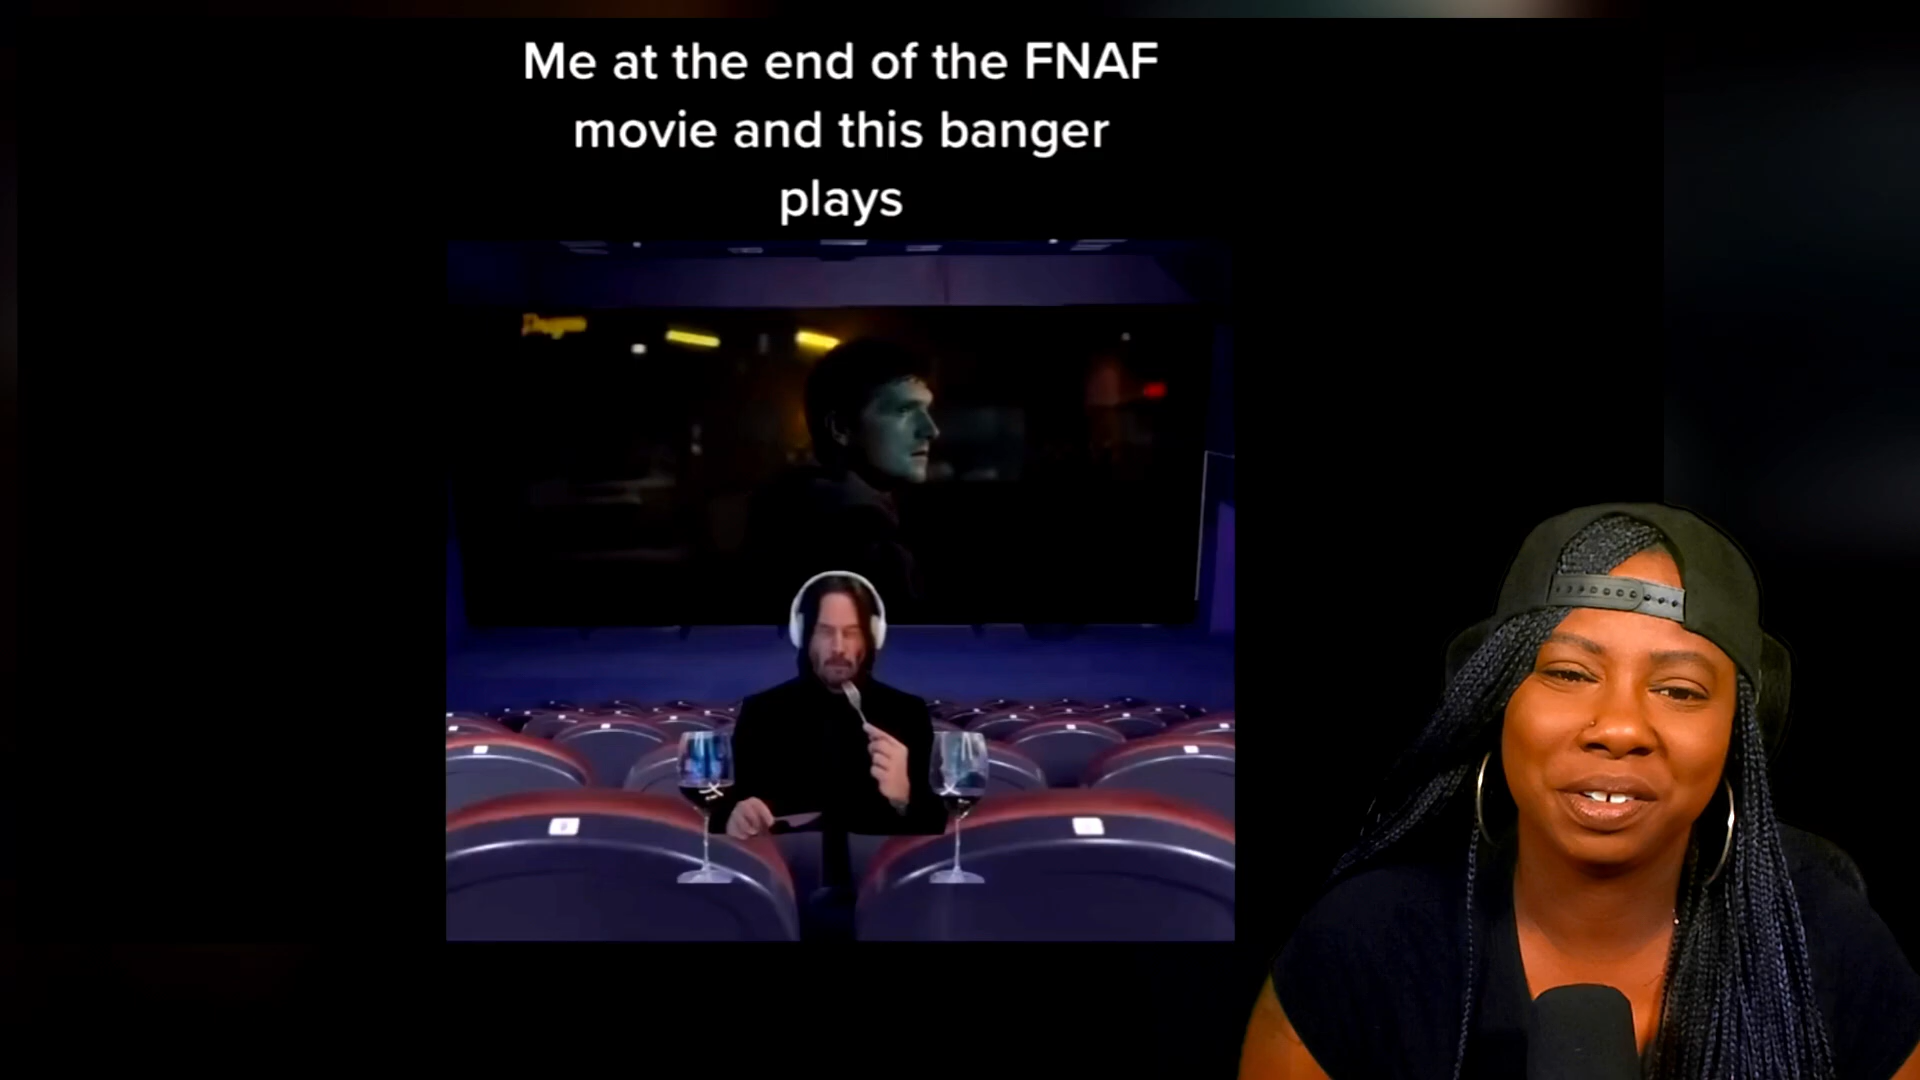 Me at the end of the FNAF
movie and this banger
plays